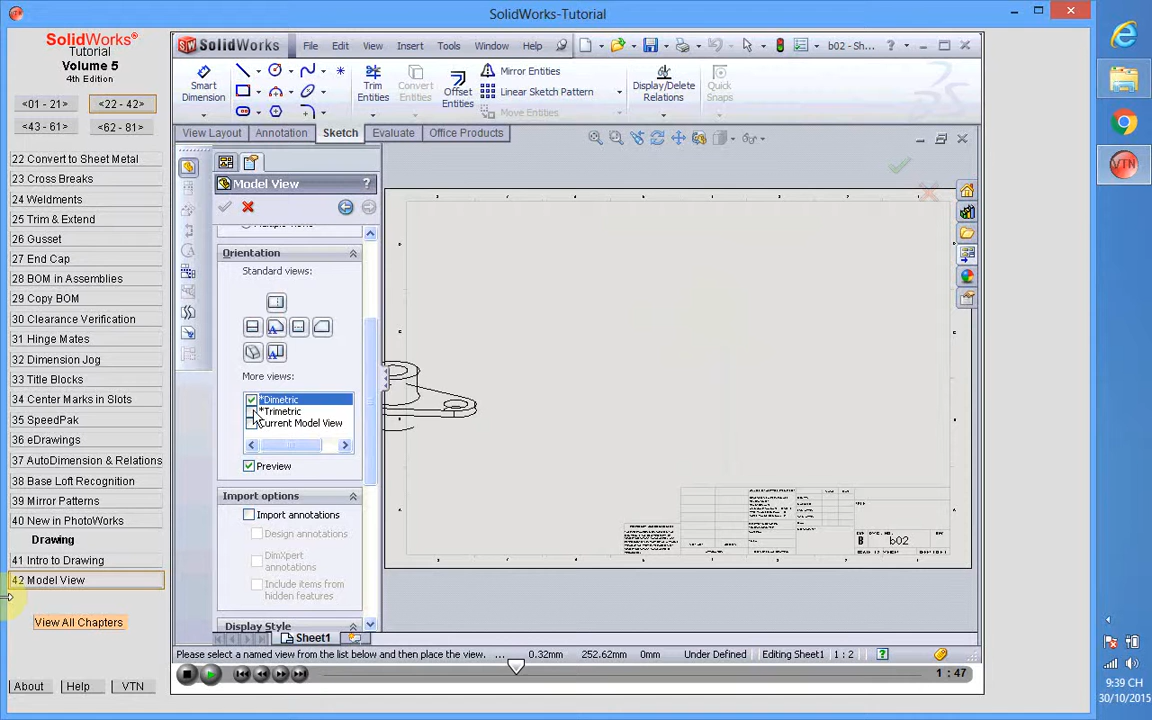 SolidWorks-Tutorial
SolidWorks®
Tutorial
Volume 5
4th Edition
<01 - 21>
<22 - 42>
<43 - 61>
<62 - 81>
22 Convert to Sheet Metal
23 Cross Breaks
24 Weldments
25 Trim & Extend
26 Gusset
27 End Cap
28 BOM in Assemblies
29 Copy BOM
30 Clearance Verification
31 Hinge Mates
32 Dimension Jog
33 Title Blocks
34 Center Marks in Slots
35 SpeedPak
36 eDrawings
37 AutoDimension & Relations
38 Base Loft Recognition
39 Mirror Patterns
40 New in PhotoWorks
Drawing
41 Intro to Drawing
42 Model View
View All Chapters
About
Help
VTN
SolidWorks
File
Edit
View
Insert
Tools
Window
Help
b02 - Sh...
Smart
Dimension
Trim
Entities
Convert
Entities
Offset
Entities
Mirror Entities
Linear Sketch Pattern
Move Entities
Display/Delete
Relations
Quick
Snaps
View Layout
Annotation
Sketch
Evaluate
Office Products
Model View
?
Orientation
Standard views:
More views:
*Dimetric
*Trimetric
Current Model View
Preview
Import options
Import annotations
Design annotations
DimXpert
annotations
Include items from
hidden features
Display Style
Sheet1
B
b02
Please select a named view from the list below and then place the view.
...
0.32mm
252.62mm
0mm
Under Defined
Editing Sheet1
1 : 2
1 : 47
VTN
9:39 CH
30/10/2015